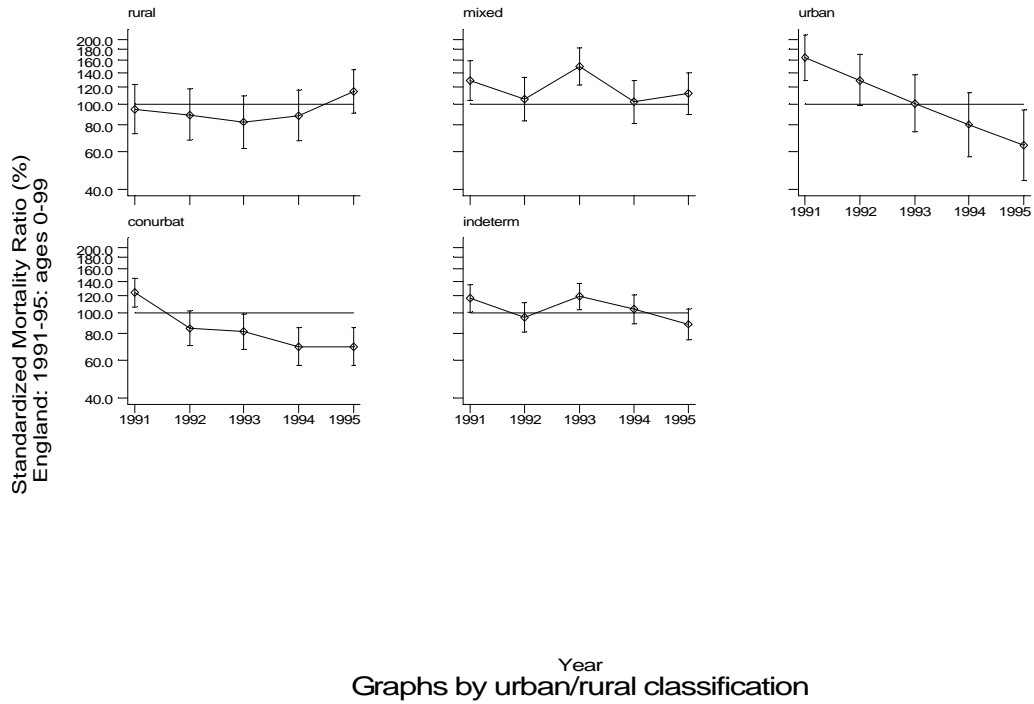 Standardized Mortality Ratio (%)
England: 1991-95: ages 0-99
rural
200.0
180.0
160.0
140.0
120.0
100.0
80.0
60.0
40.0
mixed
urban
1991 1992 1993 1994 1995
conurbat
200.0
180.0
160.0
140.0
120.0
100.0
80.0
60.0
40.0
1991 1992 1993 1994 1995
indeterm
1991 1992 1993 1994 1995
Year
Graphs by urban/rural classification